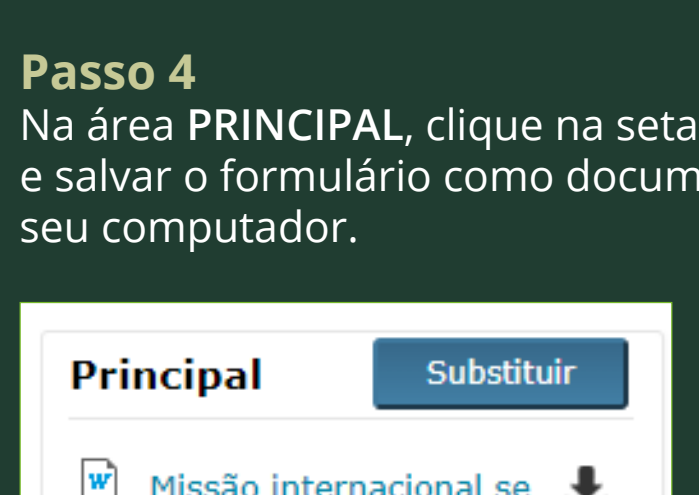 Passo 4
Na área PRINCIPAL, clique na seta
e salvar o formulário como docum
seu computador.
Principal
Substituir
W
Missão internacional se